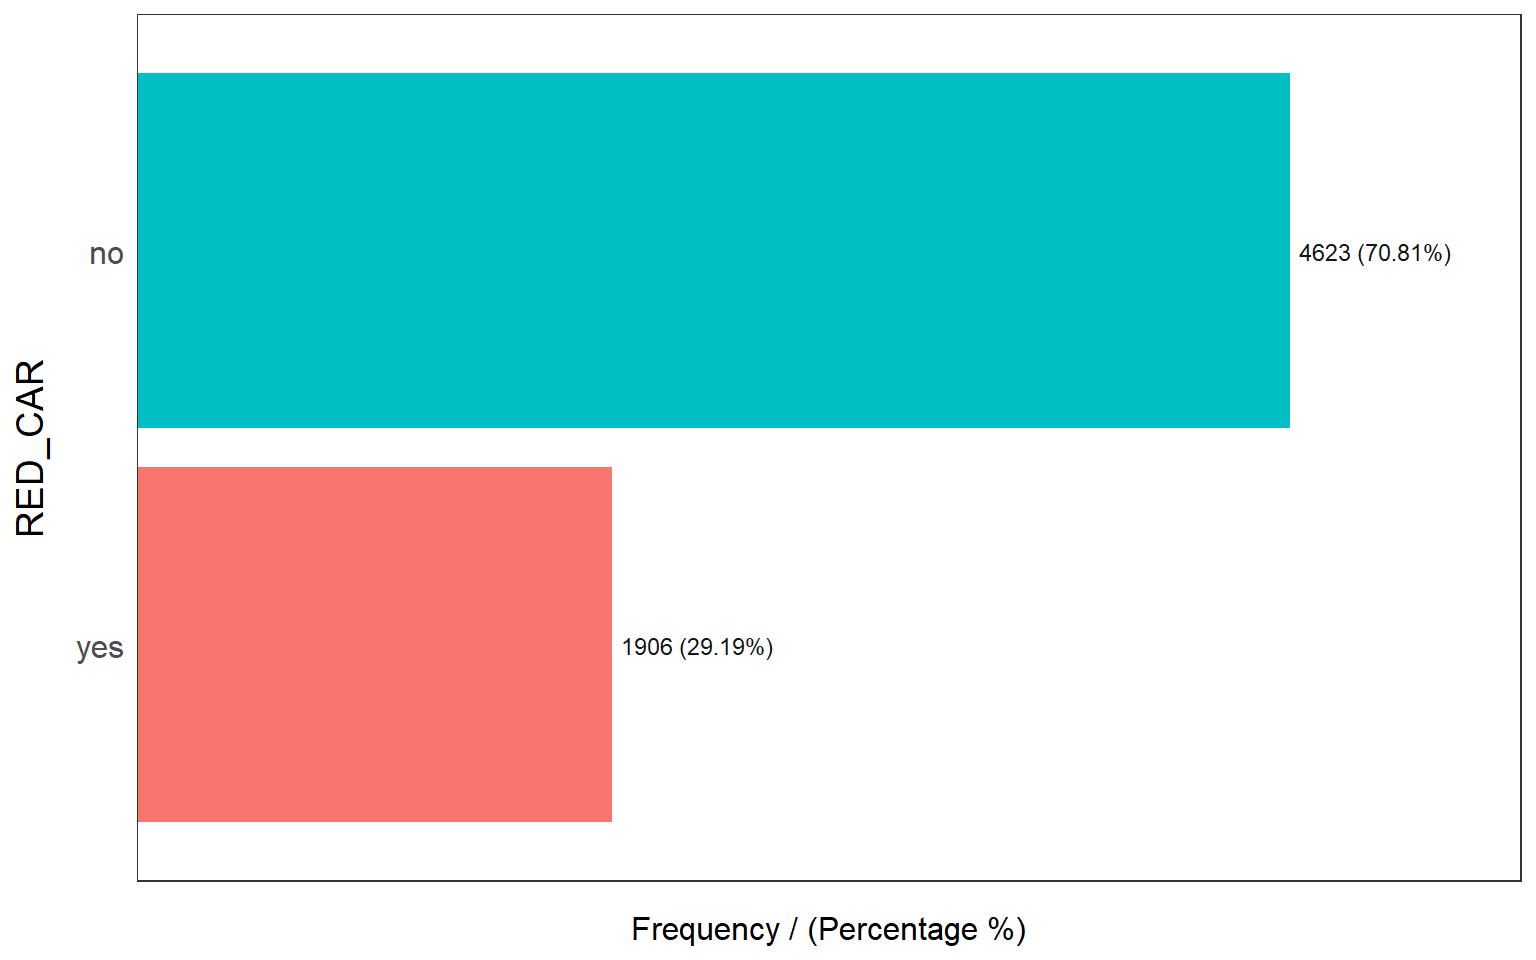 RED_CAR
no
4623 (70.81%)
yes
1906 (29.19%)
Frequency / (Percentage %)